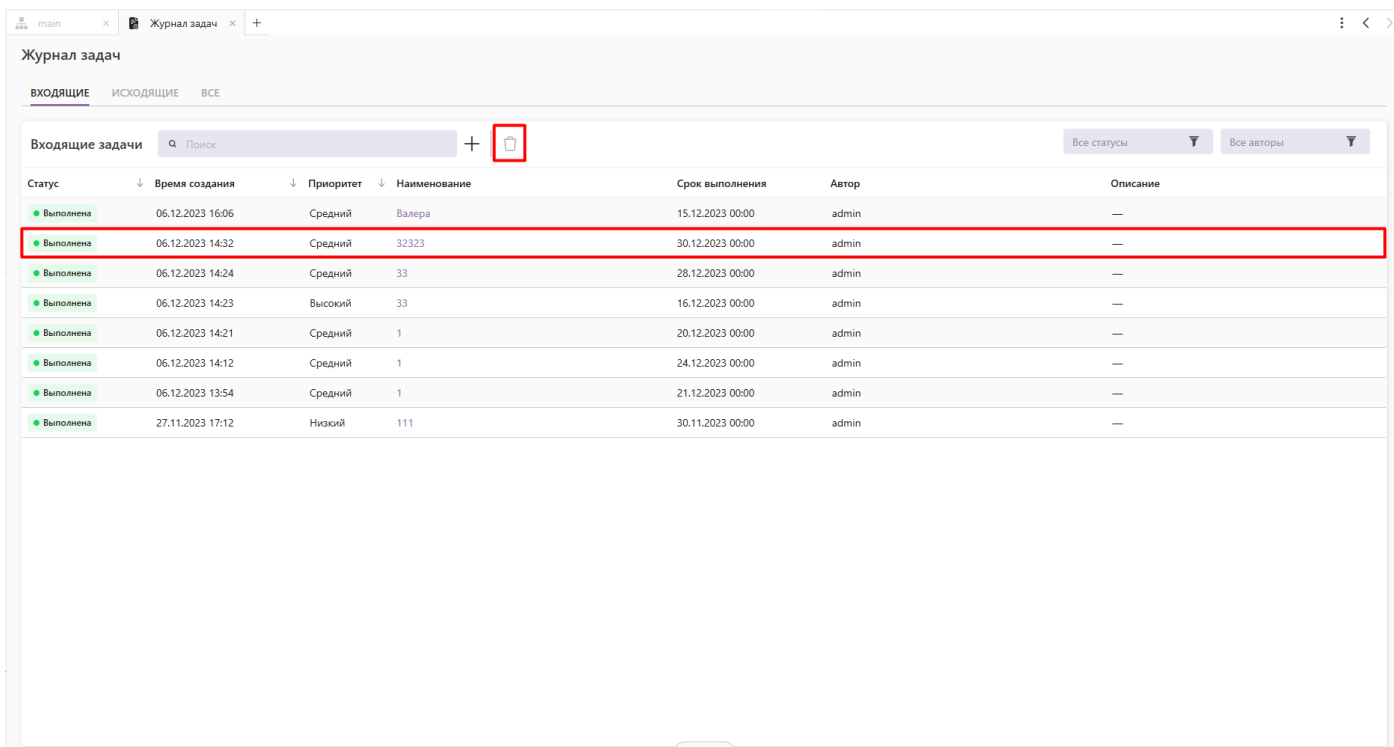 main Журнал задач
Журнал задач
ВХОДЯЩИЕ ИСХОДЯЩИЕ ВСЕ
Входящие задачи Поиск Все статусы Все авторы
Статус Время создания Приоритет Наименование Срок выполнения Автор Описание
Выполнена 06.12.2023 16:06 Средний Валера 15.12.2023 00:00 admin —
Выполнена 06.12.2023 14:32 Средний 32323 30.12.2023 00:00 admin —
Выполнена 06.12.2023 14:24 Средний 33 28.12.2023 00:00 admin —
Выполнена 06.12.2023 14:23 Высокий 33 16.12.2023 00:00 admin —
Выполнена 06.12.2023 14:21 Средний 1 20.12.2023 00:00 admin —
Выполнена 06.12.2023 14:12 Средний 1 24.12.2023 00:00 admin —
Выполнена 06.12.2023 13:54 Средний 1 21.12.2023 00:00 admin —
Выполнена 27.11.2023 17:12 Низкий 111 30.11.2023 00:00 admin —